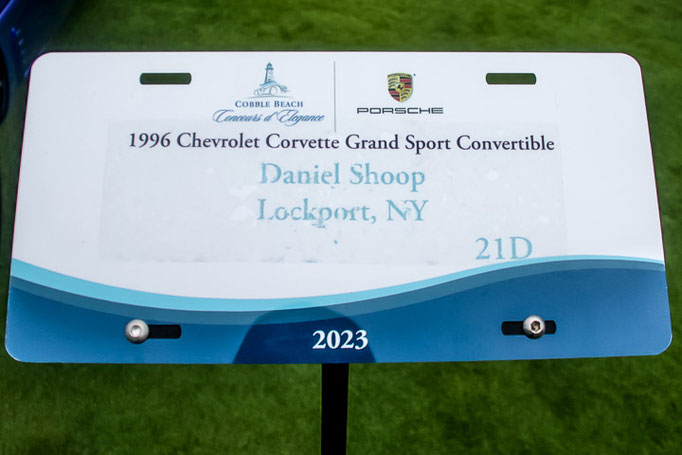 COBBLE BEACH
Concours d'Elegance
PORSCHE
1996 Chevrolet Corvette Grand Sport Convertible
Daniel Shoop
Lockport, NY
21D
2023